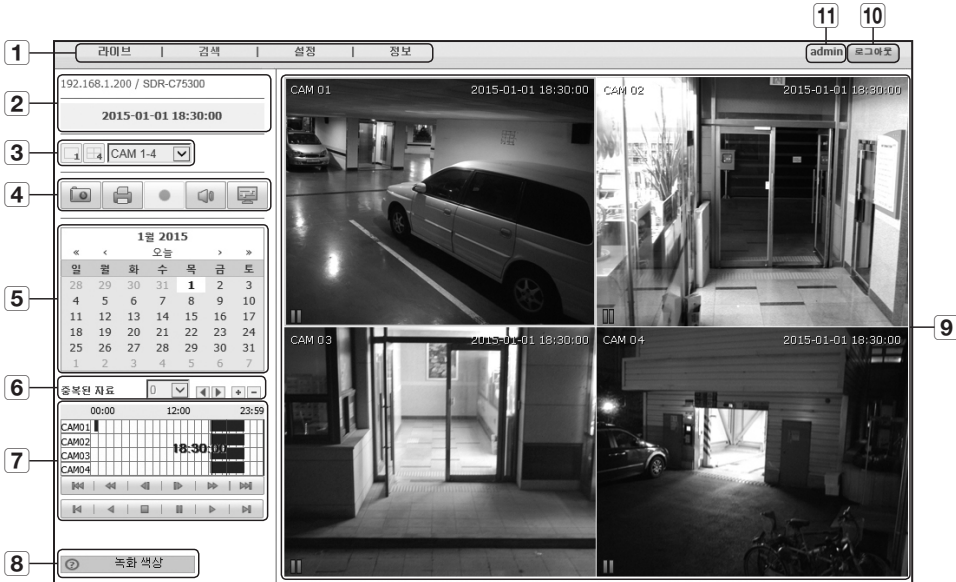 11 10
1 라이브 | 검색 | 설정 | 정보 admin 로그아웃
192.168.1.200 / SDR-C75300
2 2015-01-01 18:30:00
3 1 4 CAM 1-4
4
1월 2015
« ‹ 오늘 › »
일 월 화 수 목 금 토
28 29 30 31 1 2 3
5 4 5 6 7 8 9 10
11 12 13 14 15 16 17
18 19 20 21 22 23 24
25 26 27 28 29 30 31
1 2 3 4 5 6 7
6 중복된 자료 0
00:00 12:00 23:59
CAM01
CAM02
7 CAM03 18:30:00
CAM04
8 ?녹화 색상
CAM 01 2015-01-01 18:30:00
CAM 02 2015-01-01 18:30:00
CAM 03 2015-01-01 18:30:00
CAM 04 2015-01-01 18:30:00
9